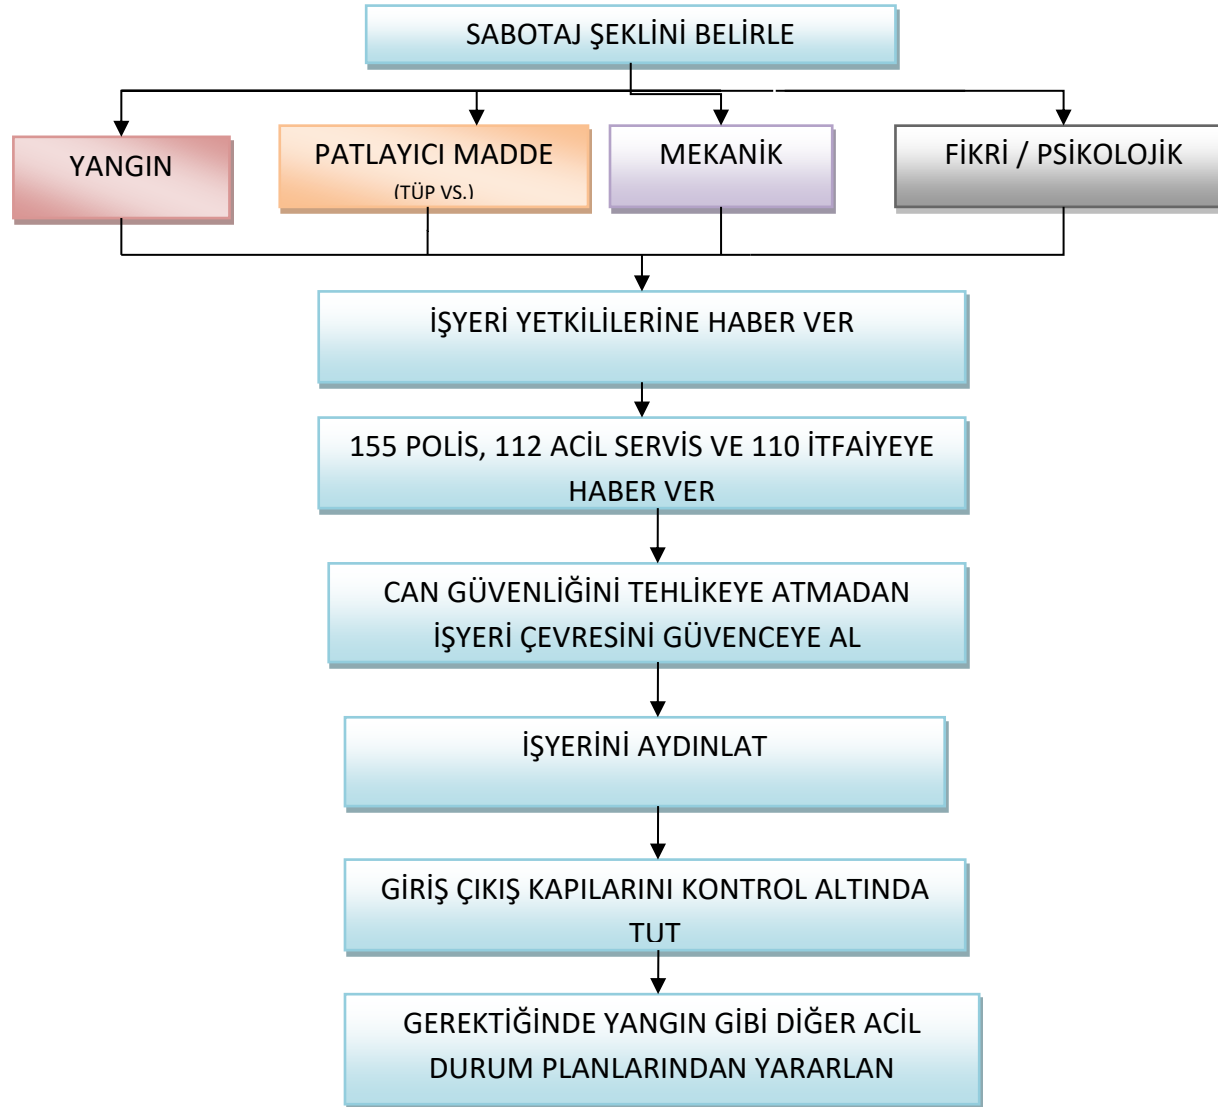 SABOTAJ ŞEKLİNİ BELİRLE
YANGIN
PATLAYICI MADDE
(TÜP VS.)
MEKANİK
FİKRİ / PSİKOLOJİK
İŞYERİ YETKİLİLERİNE HABER VER
155 POLİS, 112 ACİL SERVİS VE 110 İTFAİYEYE
HABER VER
CAN GÜVENLİĞİNİ TEHLİKEYE ATMADAN
İŞYERİ ÇEVRESİNİ GÜVENCEYE AL
İŞYERİNİ AYDINLAT
GİRİŞ ÇIKIŞ KAPILARINI KONTROL ALTINDA
TUT
GEREKTİĞİNDE YANGIN GİBİ DİĞER ACİL
DURUM PLANLARINDAN YARARLAN